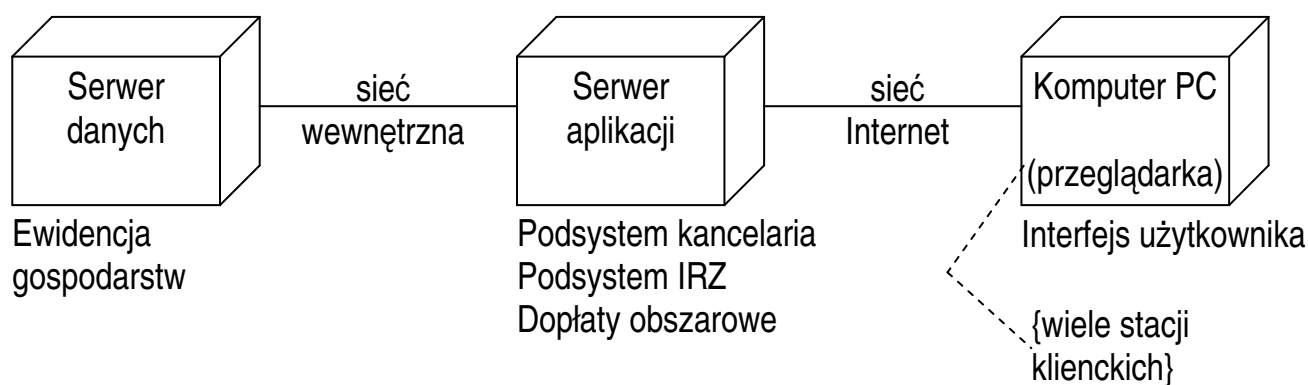 Serwer
danych
sieć
wewnętrzna
Serwer
aplikacji
sieć
Internet
Komputer PC
(przeglądarka)
Ewidencja
gospodarstw
Podsystem kancelaria
Podsystem IRZ
Dopłaty obszarowe
Interfejs użytkownika
{wiele stacji
klienckich}